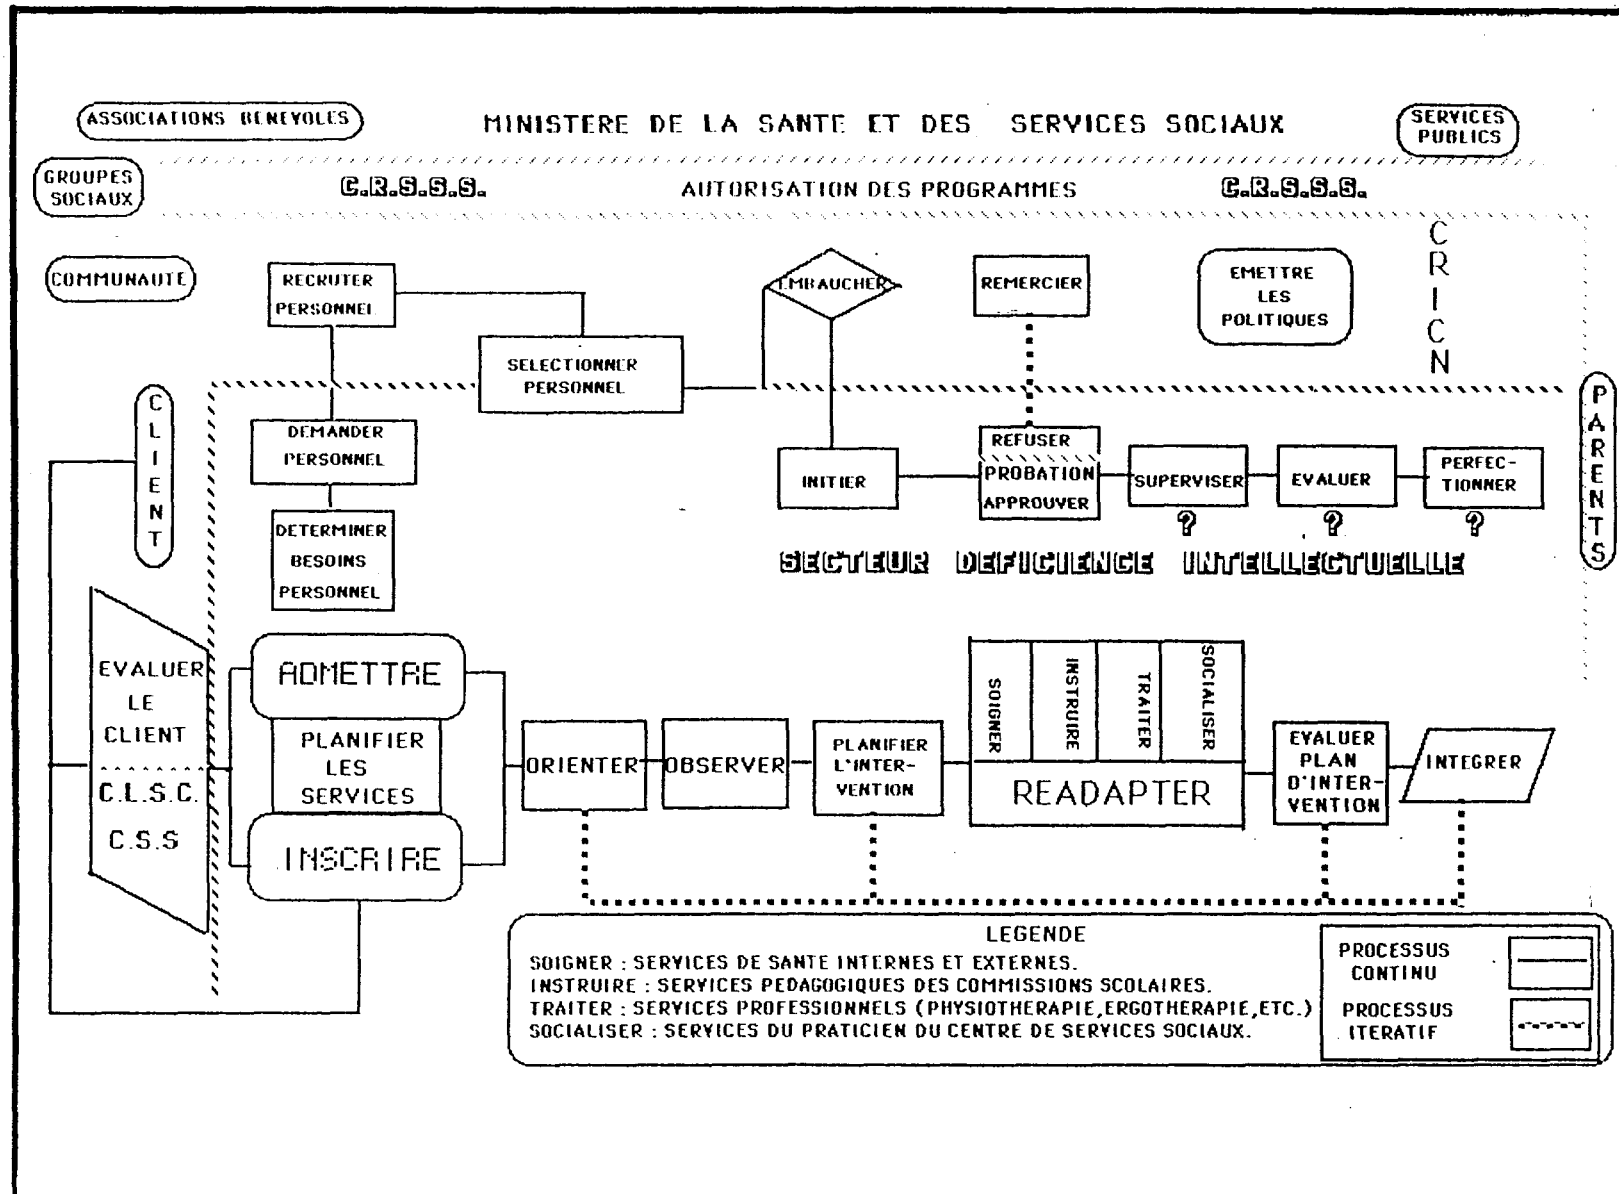 ASSOCIATIONS BENEVOLES
MINISTERE DE LA SANTE ET DES SERVICES SOCIAUX
SERVICES
PUBLICS
GROUPES
SOCIAUX
C.R.S.S.S.
AUTORISATION DES PROGRAMMES
C.R.S.S.S.
COMMUNAUTE
RECRUTER
PERSONNEL
EMBAUCHER
REMERCIER
EMETTRE
LES
POLITIQUES
CRICN
SELECTIONNER
PERSONNEL
CLIENT
PARENTS
DEMANDER
PERSONNEL
INITIER
REFUSER
PROBATION
APPROUVER
SUPERVISER
EVALUER
PERFEC-
TIONNER
? ? ?
DETERMINER
BESOINS
PERSONNEL
SECTEUR DEFICIENCE INTELLECTUELLE
EVALUER
LE
CLIENT
C.L.S.C.
C.S.S
ADMETTRE
PLANIFIER
LES
SERVICES
INSCRIRE
ORIENTER
OBSERVER
PLANIFIER
L'INTER-
VENTION
SOIGNER
INSTRUIRE
TRAITER
SOCIALISER
READAPTER
EVALUER
PLAN
D'INTER-
VENTION
INTEGRER
LEGENDE
SOIGNER : SERVICES DE SANTE INTERNES ET EXTERNES.
INSTRUIRE : SERVICES PEDAGOGIQUES DES COMMISSIONS SCOLAIRES.
TRAITER : SERVICES PROFESSIONNELS (PHYSIOTHERAPIE,ERGOTHERAPIE,ETC.)
SOCIALISER : SERVICES DU PRATICIEN DU CENTRE DE SERVICES SOCIAUX.
PROCESSUS
CONTINU
PROCESSUS
ITERATIF